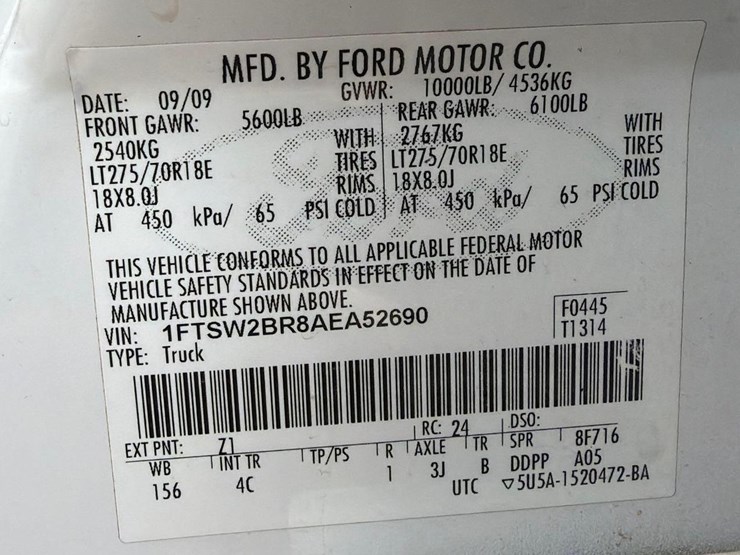 MFD. BY FORD MOTOR CO.
DATE: 09/09 GVWR: 10000LB/ 4536KG
FRONT GAWR: 5600LB REAR GAWR: 6100LB
2540KG WITH 2767KG WITH
LT275/70R18E TIRES LT275/70R18E TIRES
18X8.0J RIMS 18X8.0J RIMS
AT 450 kPa/ 65 PSI COLD AT 450 kPa/ 65 PSI COLD
THIS VEHICLE CONFORMS TO ALL APPLICABLE FEDERAL MOTOR
VEHICLE SAFETY STANDARDS IN EFFECT ON THE DATE OF
MANUFACTURE SHOWN ABOVE.
VIN: 1FTSW2BR8AEA52690 F0445
TYPE: Truck T1314
EXT PNT: Z1 RC: 24 DSO:
WB INT TR TP/PS R AXLE TR SPR 8F716
156 4C 1 3J B DDPP A05
UTC ▽5U5A-1520472-BA